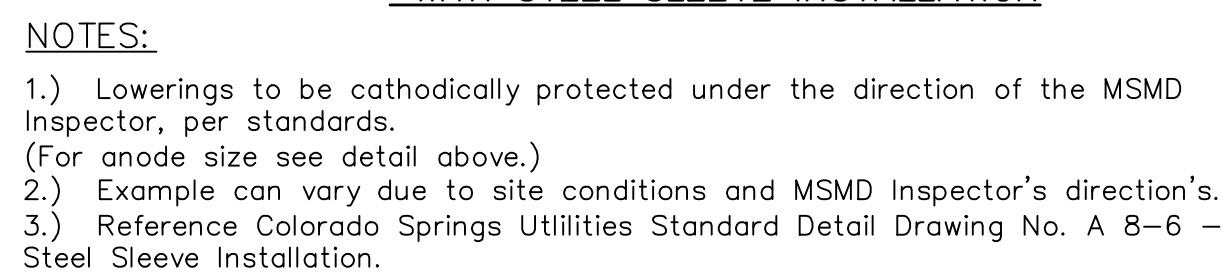 NOTES:
1.) Lowerings to be cathodically protected under the direction of the MSMD
Inspector, per standards.
(For anode size see detail above.)
2.) Example can vary due to site conditions and MSMD Inspector's direction's.
3.) Reference Colorado Springs Utlilities Standard Detail Drawing No. A 8–6 –
Steel Sleeve Installation.